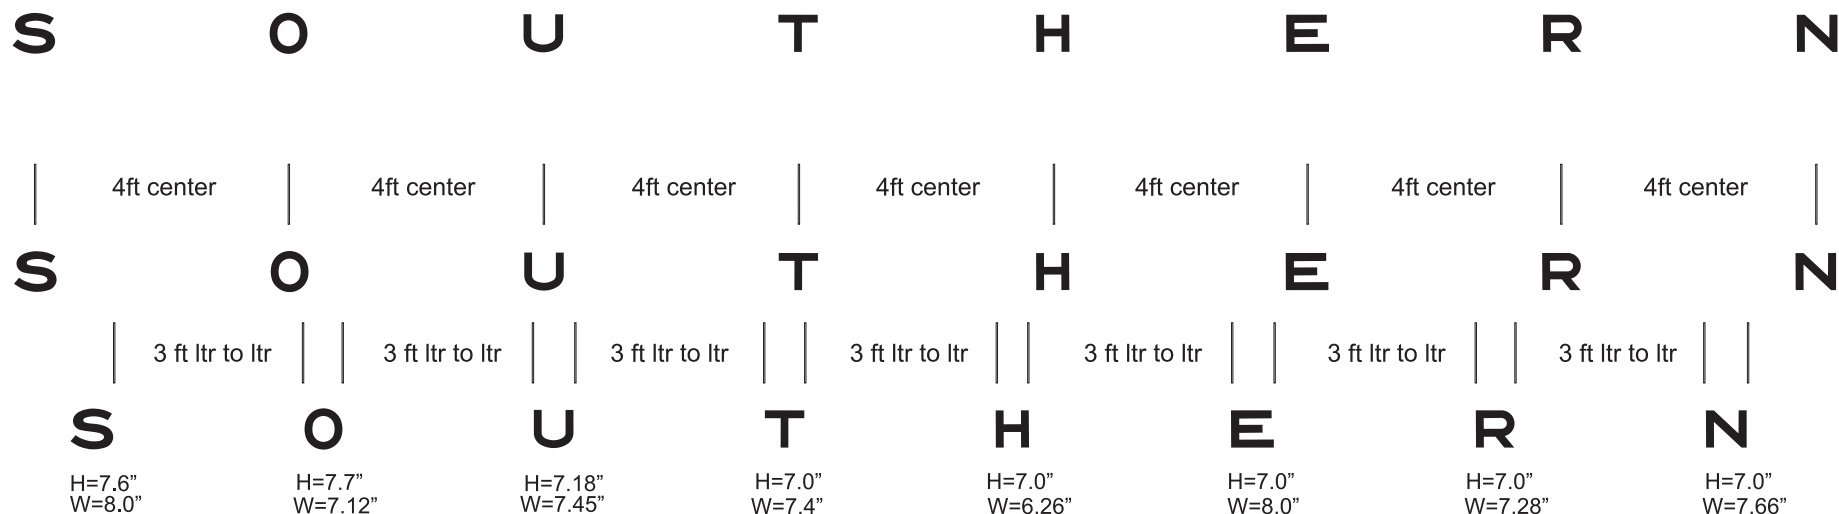 S O U T H E R N
4ft center 4ft center 4ft center 4ft center 4ft center 4ft center 4ft center
S O U T H E R N
3 ft ltr to ltr 3 ft ltr to ltr 3 ft ltr to ltr 3 ft ltr to ltr 3 ft ltr to ltr 3 ft ltr to ltr 3 ft ltr to ltr
S O U T H E R N
H=7.6” H=7.7” H=7.18” H=7.0” H=7.0” H=7.0” H=7.0” H=7.0”
W=8.0” W=7.12” W=7.45” W=7.4” W=6.26” W=8.0” W=7.28” W=7.66”